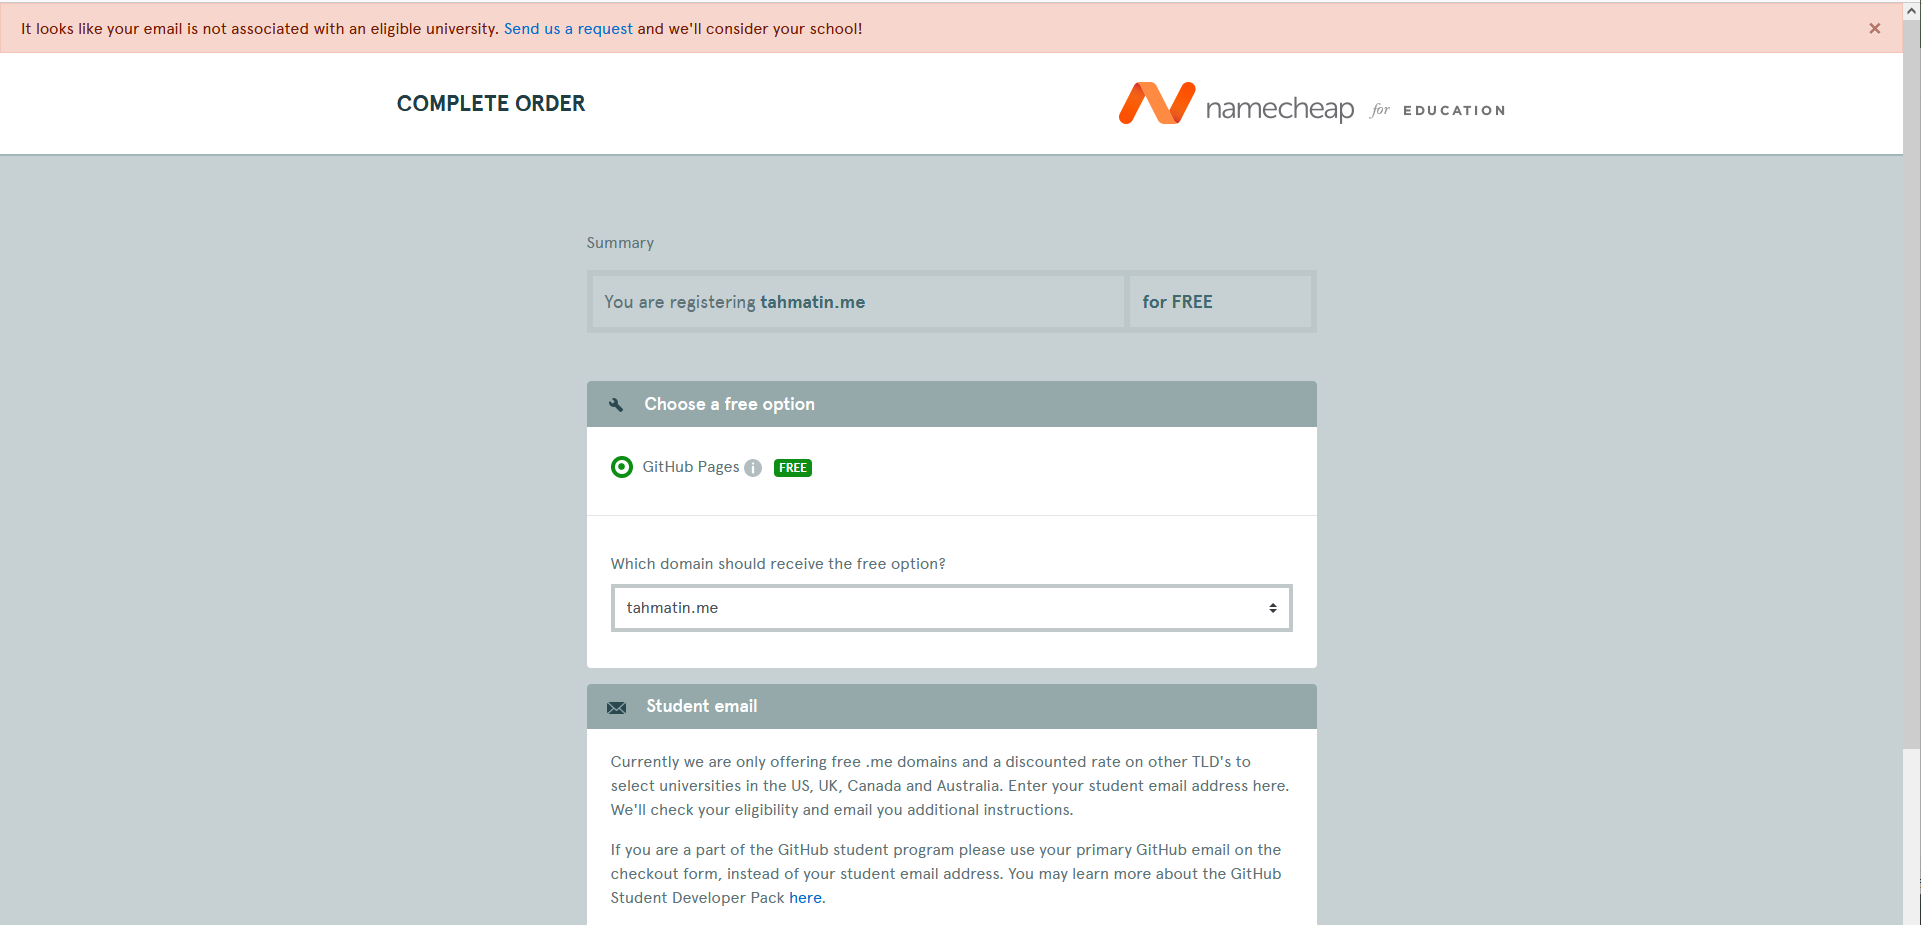 It looks like your email is not associated with an eligible university. Send us a request and we'll consider your school!
×
COMPLETE ORDER
namecheap for EDUCATION
Summary
You are registering tahmatin.me
for FREE
Choose a free option
GitHub Pages i FREE
Which domain should receive the free option?
tahmatin.me
Student email
Currently we are only offering free .me domains and a discounted rate on other TLD's to
select universities in the US, UK, Canada and Australia. Enter your student email address here.
We'll check your eligibility and email you additional instructions.
If you are a part of the GitHub student program please use your primary GitHub email on the
checkout form, instead of your student email address. You may learn more about the GitHub
Student Developer Pack here.